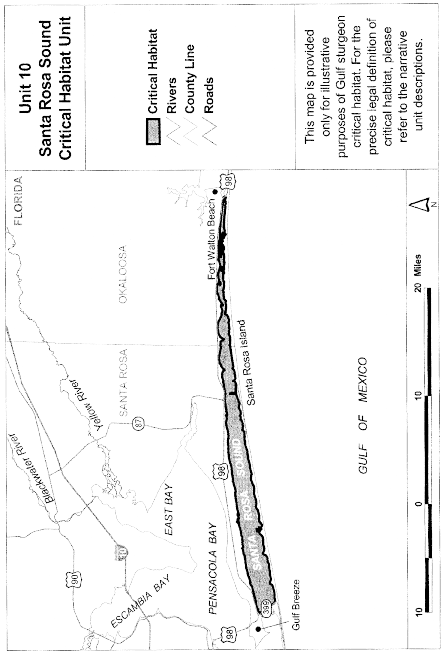 Unit 10
Santa Rosa Sound
Critical Habitat Unit
Critical Habitat
Rivers
County Line
Roads
This map is provided
only for illustrative
purposes of Gulf sturgeon
critical habitat. For the
precise legal definition of
critical habitat, please
refer to the narrative
unit descriptions.
FLORIDA
OKALOOSA
SANTA ROSA
Blackwater River
Yellow River
87
90
10
98
98
98
399
Fort Walton Beach
Santa Rosa Island
SANTA ROSA SOUND
EAST BAY
ESCAMBIA BAY
PENSACOLA BAY
Gulf Breeze
GULF OF MEXICO
10 0 10 20 Miles
N